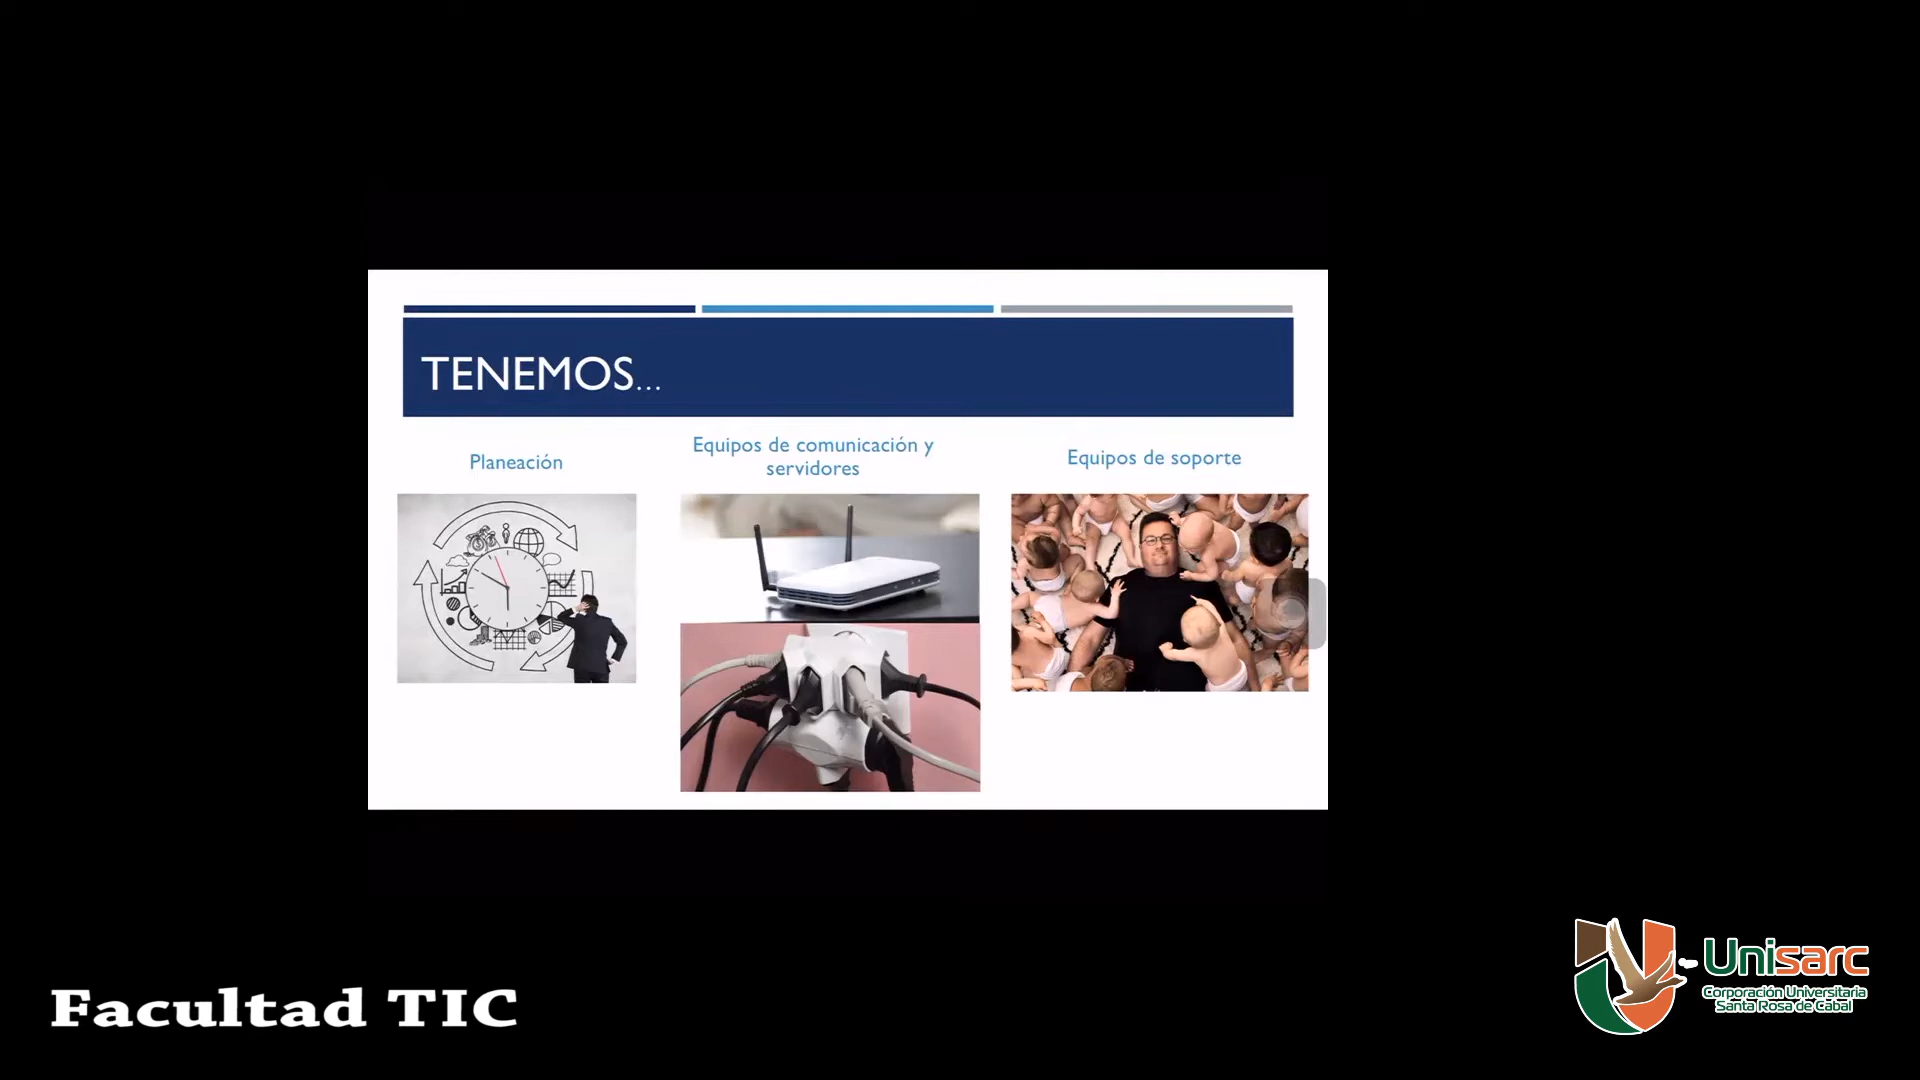 TENEMOS...
Planeación
Equipos de comunicación y
servidores
Equipos de soporte
Facultad TIC
Unisarc
Corporación Universitaria
Santa Rosa de Cabal